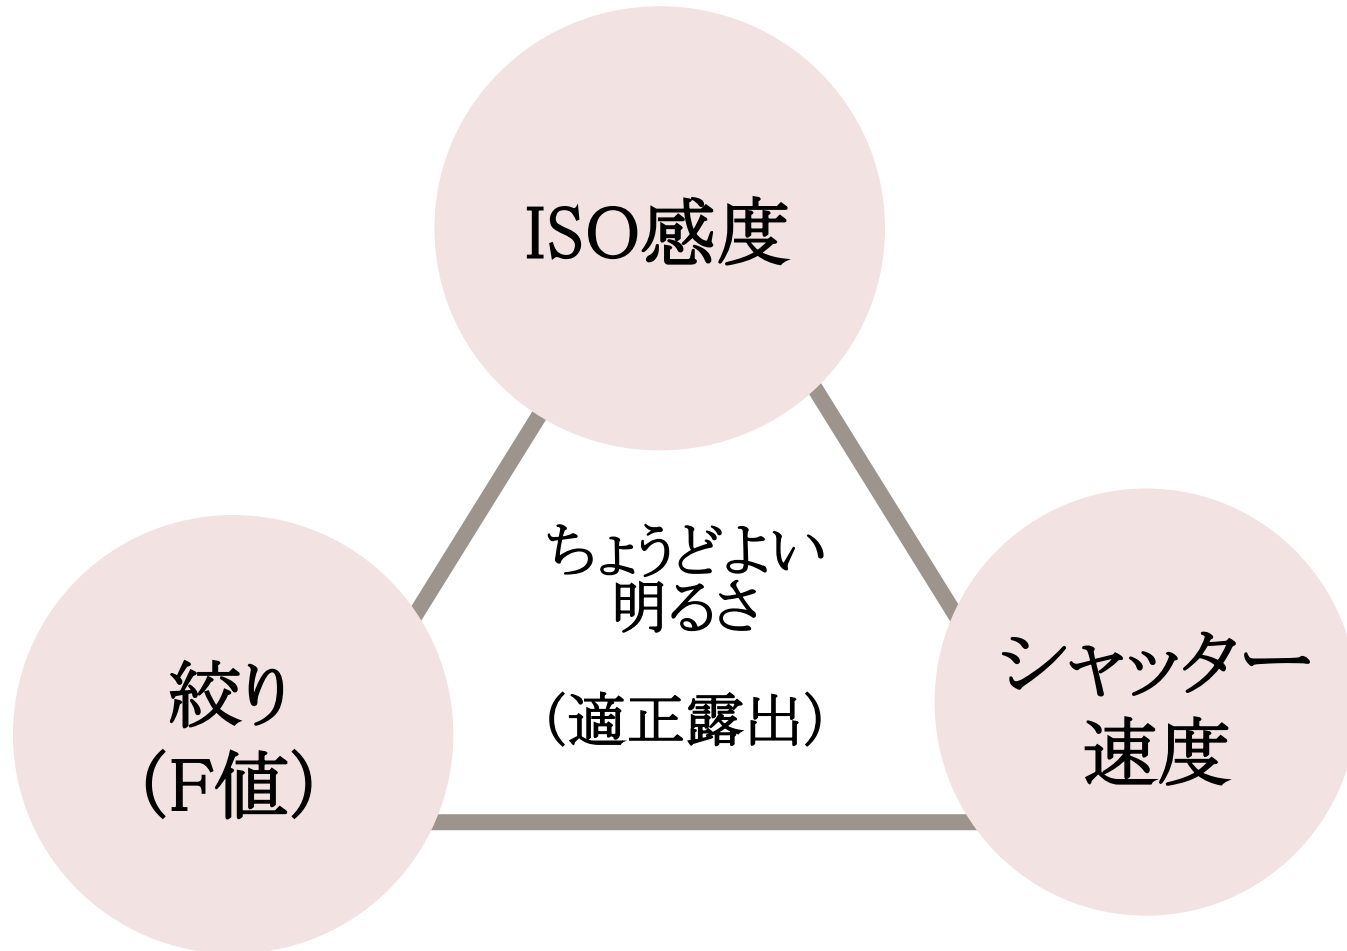 ISO感度
ちょうどよい
明るさ
(適正露出)
絞り
(F値)
シャッター
速度